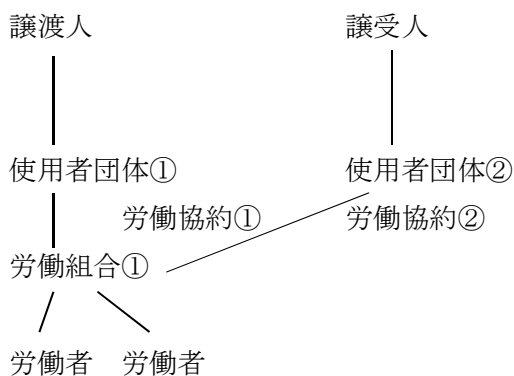 譲渡人 譲受人
使用者団体① 使用者団体②
労働協約① 労働協約②
労働組合①
労働者 労働者